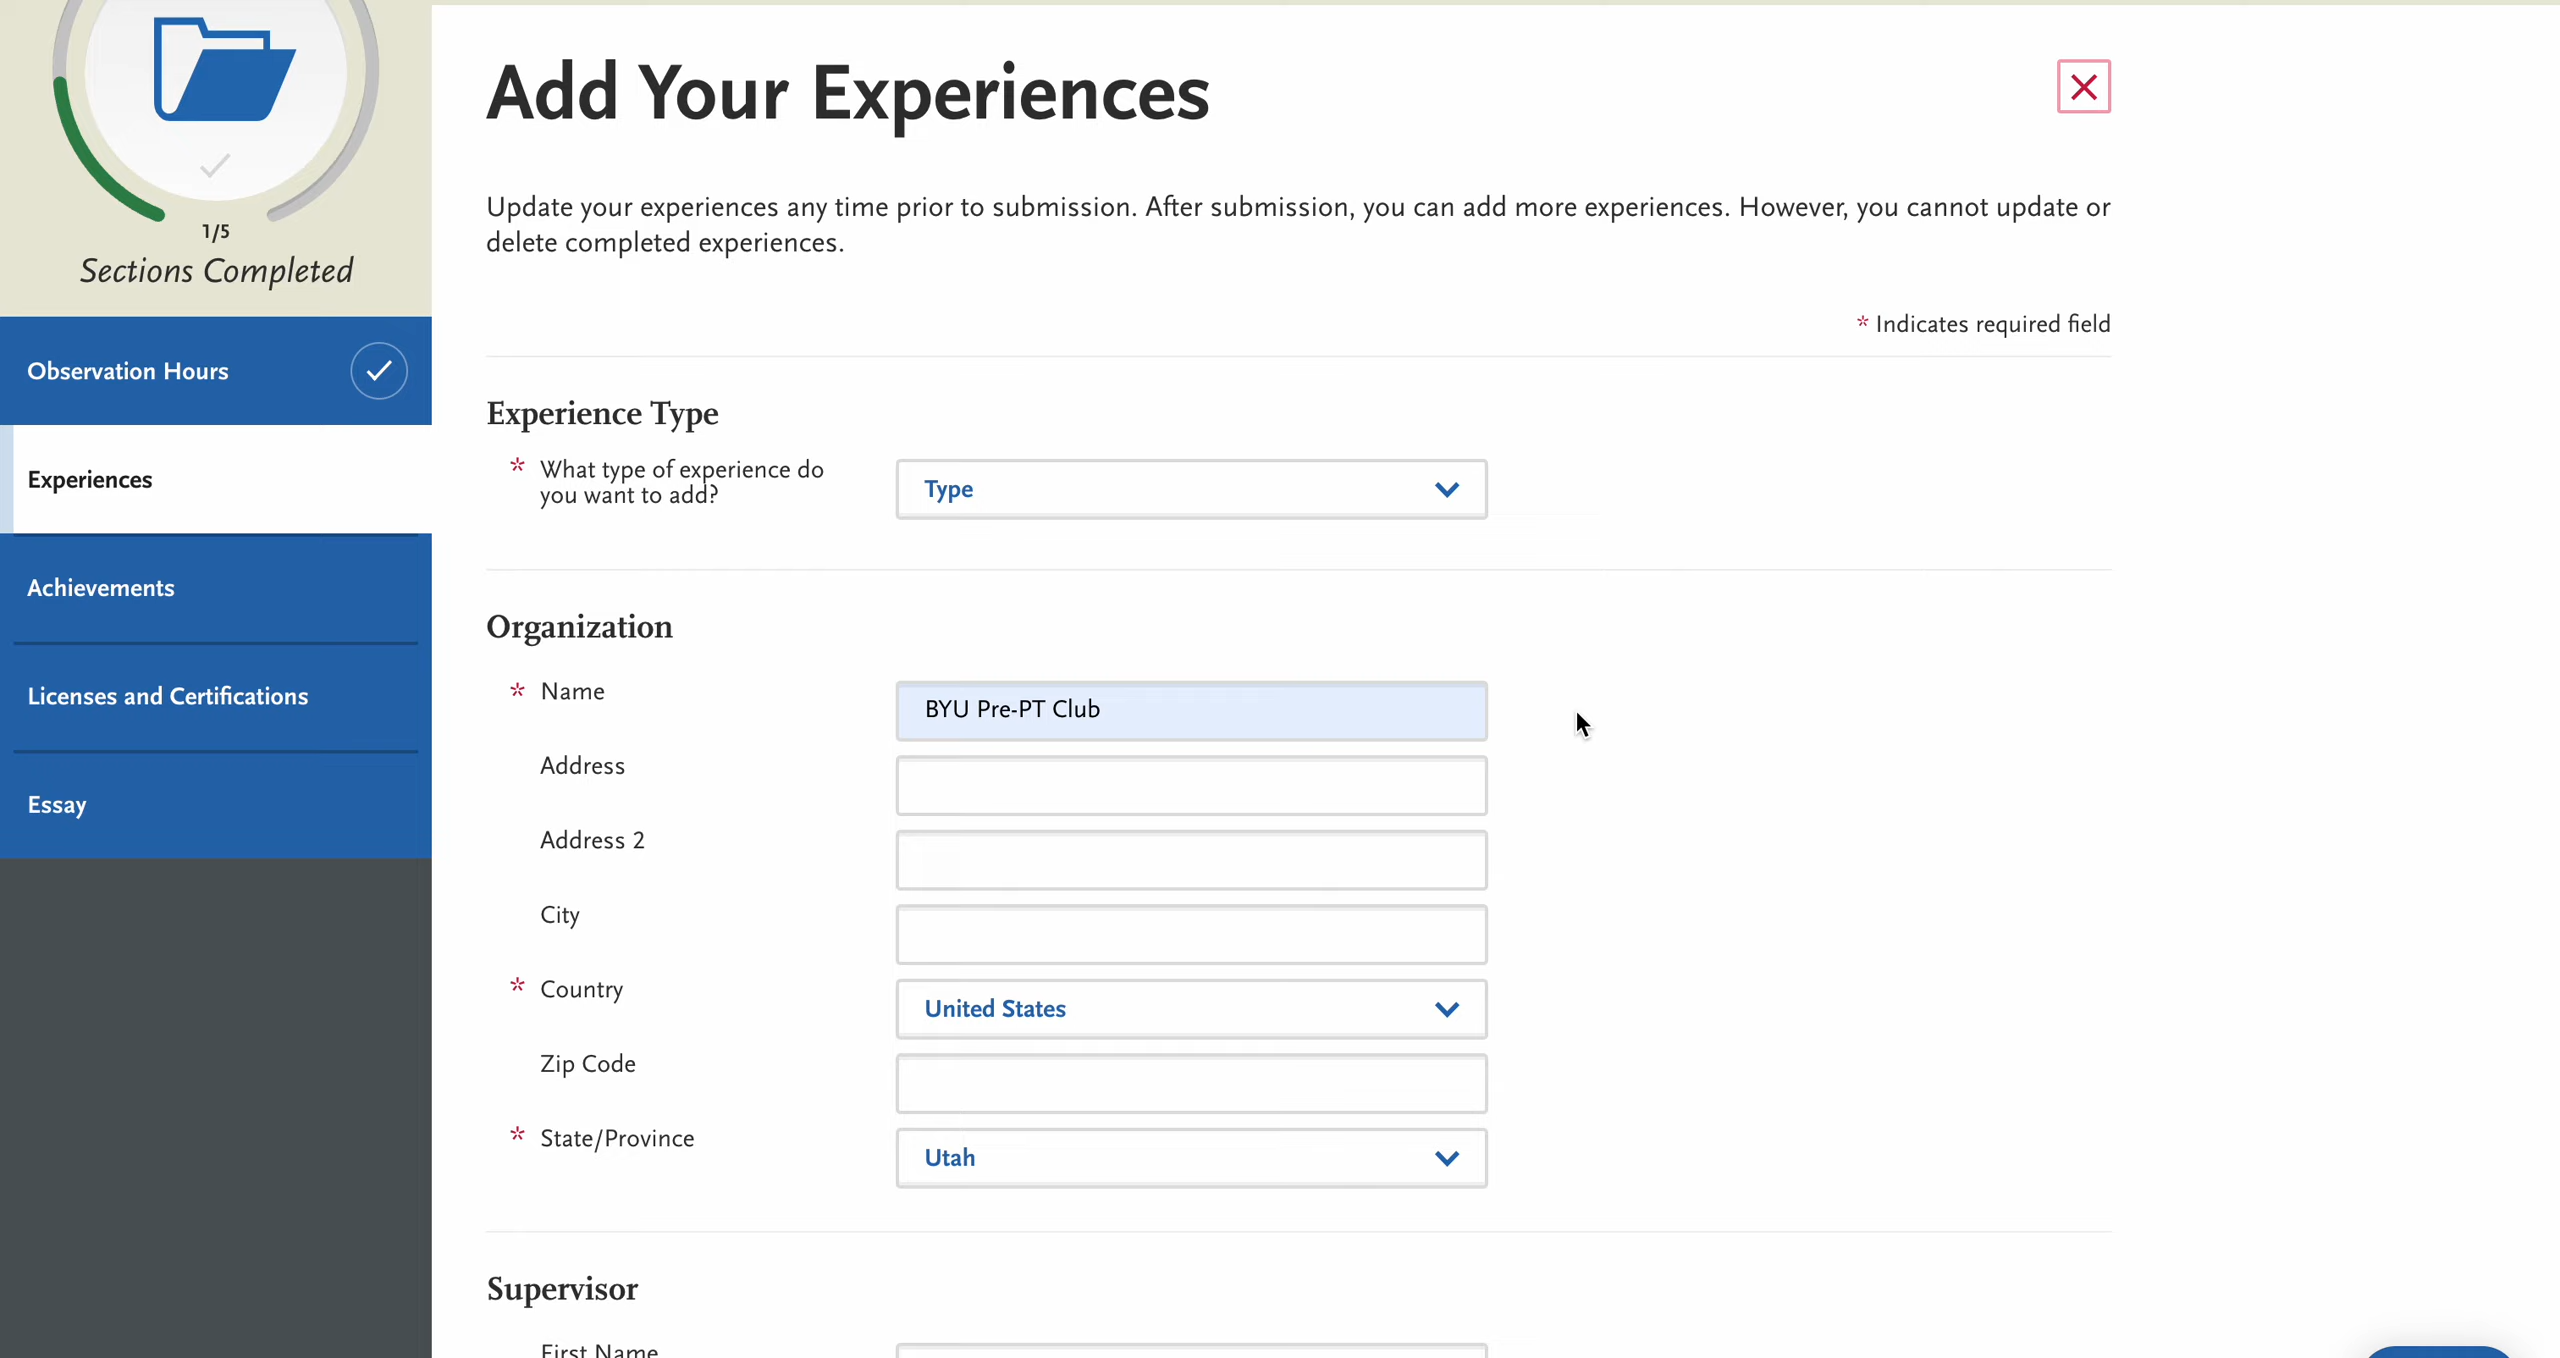 1/5
Sections Completed
Observation Hours
Experiences
Achievements
Licenses and Certifications
Essay
Add Your Experiences
Update your experiences any time prior to submission. After submission, you can add more experiences. However, you cannot update or
delete completed experiences.
* Indicates required field
Experience Type
* What type of experience do
you want to add?
Type
Organization
* Name
BYU Pre-PT Club
Address
Address 2
City
* Country
United States
Zip Code
* State/Province
Utah
Supervisor
First Name